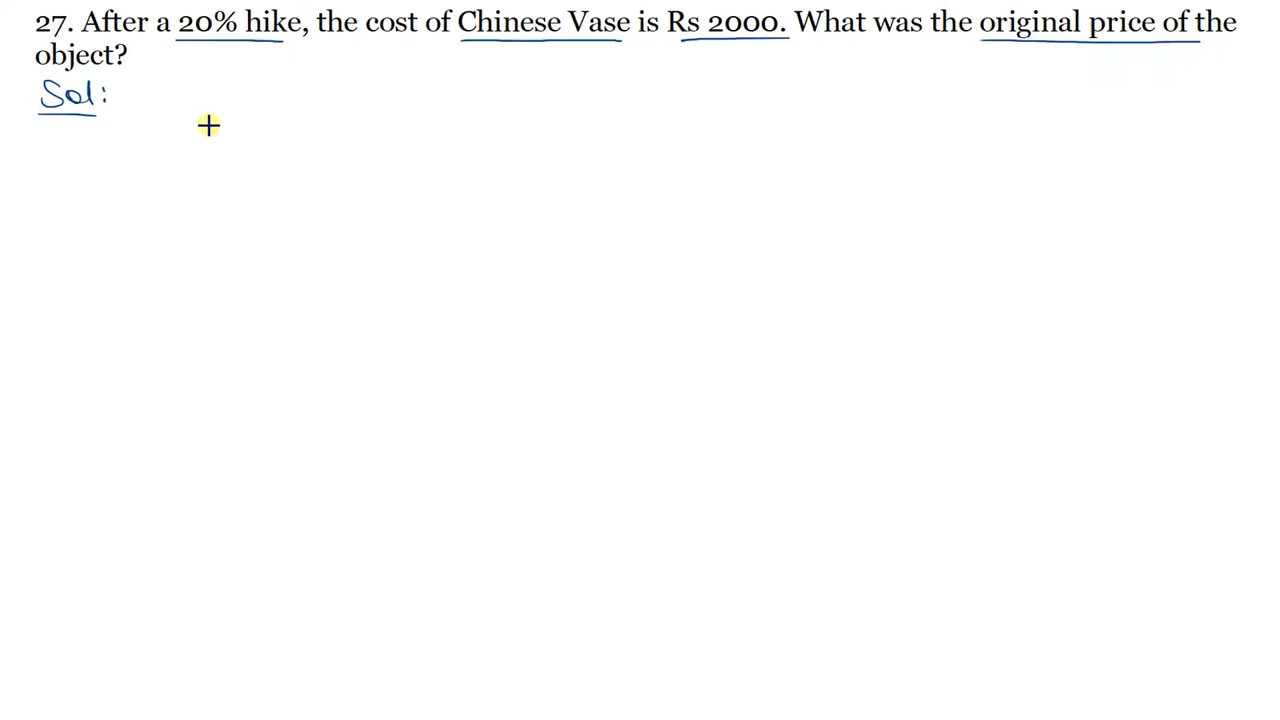 27. After a 20% hike, the cost of Chinese Vase is Rs 2000. What was the original price of the
object?
Sol: